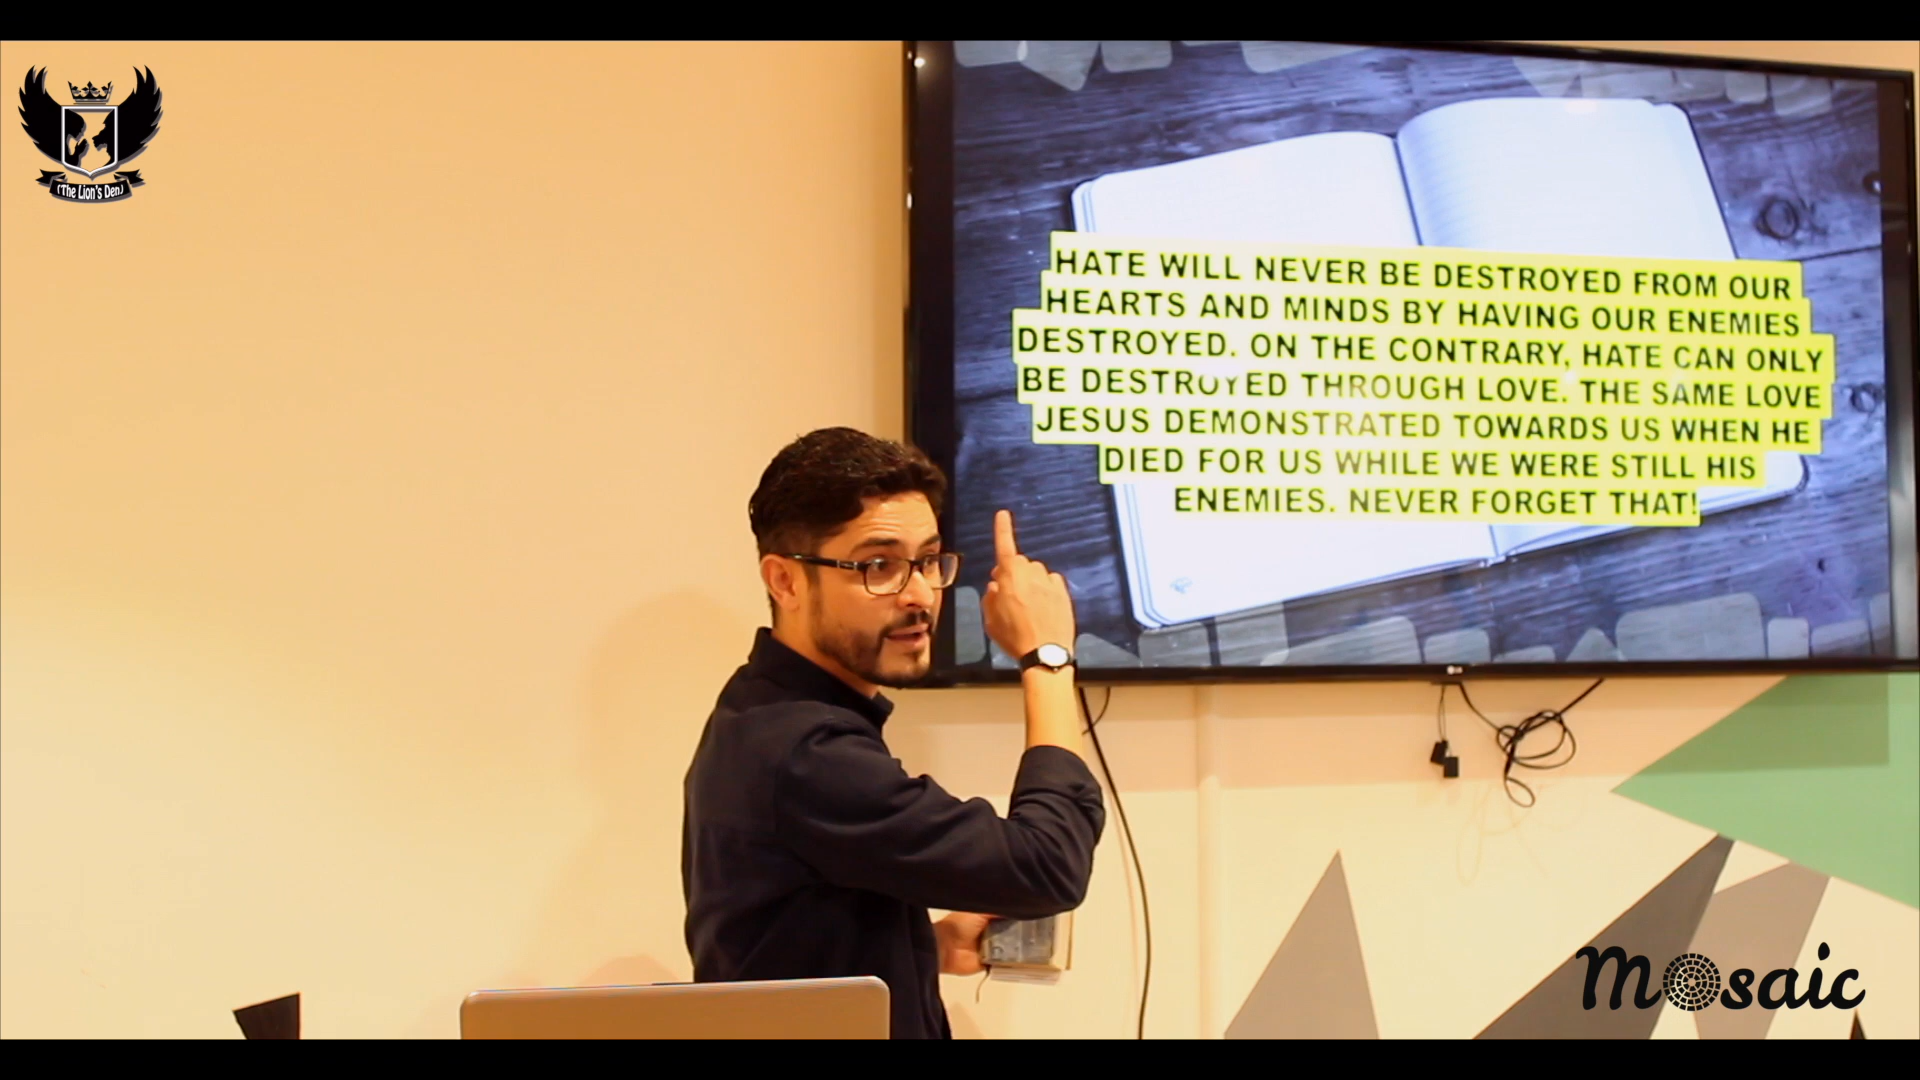 (The Lion's Den)
HATE WILL NEVER BE DESTROYED FROM OUR
HEARTS AND MINDS BY HAVING OUR ENEMIES
DESTROYED. ON THE CONTRARY, HATE CAN ONLY
BE DESTROYED THROUGH LOVE. THE SAME LOVE
JESUS DEMONSTRATED TOWARDS US WHEN HE
DIED FOR US WHILE WE WERE STILL HIS
ENEMIES. NEVER FORGET THAT!
LG
Mosaic